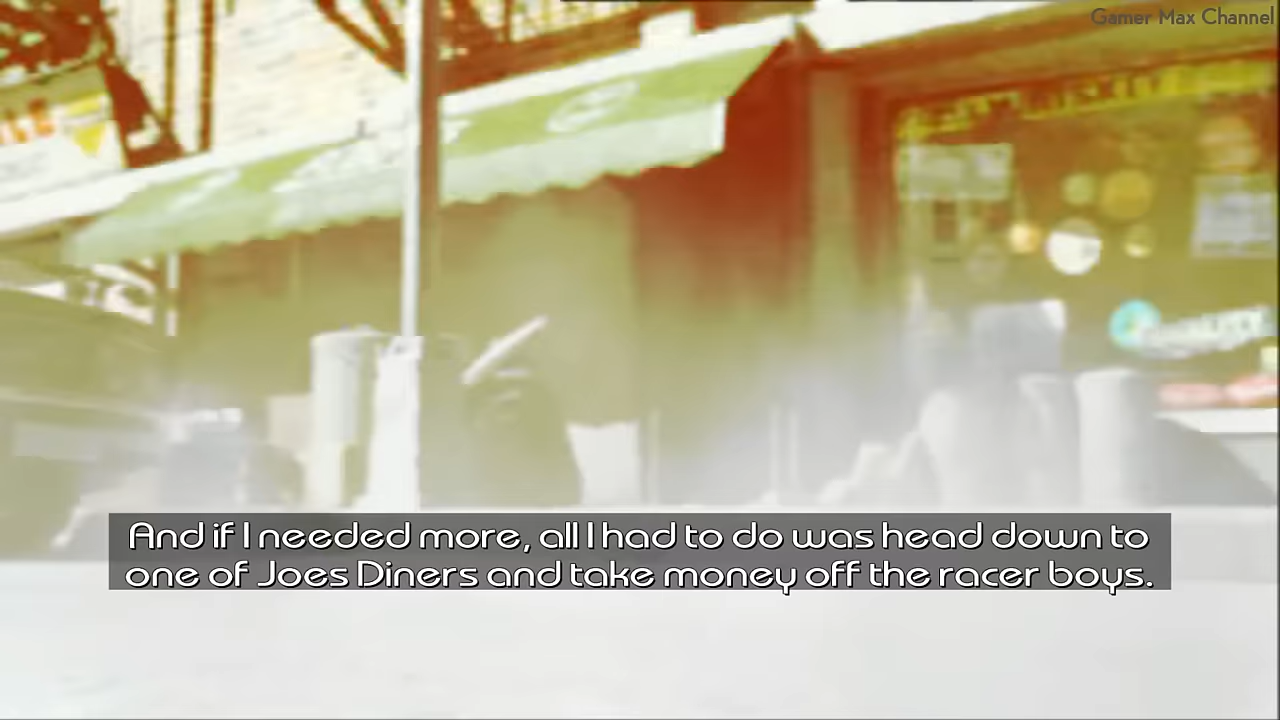 Gamer Max Channel
And if I needed more, all I had to do was head down to
one of Joes Diners and take money off the racer boys.